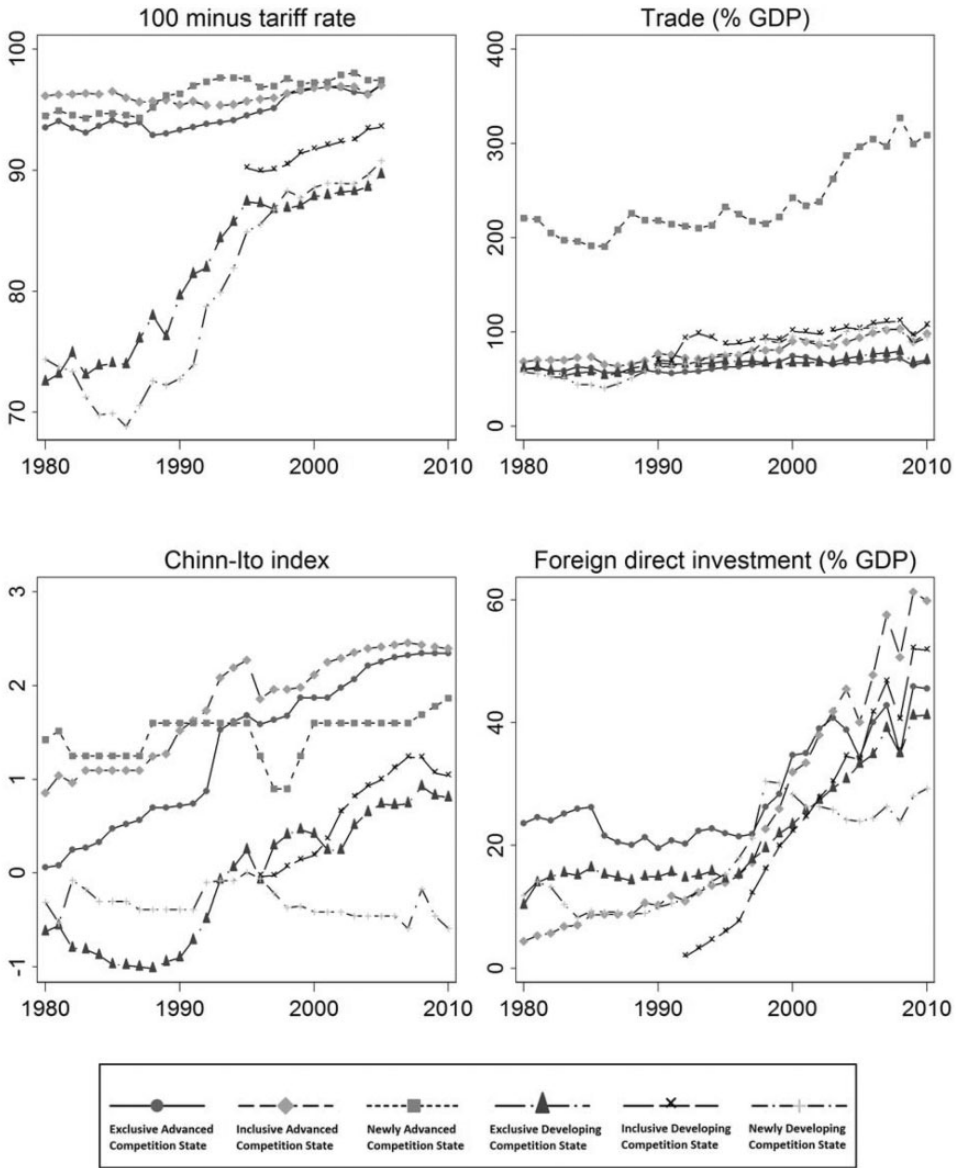 100 minus tariff rate
100
90
80
70
1980 1990 2000 2010
Trade (% GDP)
400
300
200
100
0
1980 1990 2000 2010
Chinn-Ito index
3
2
1
0
-1
1980 1990 2000 2010
Foreign direct investment (% GDP)
60
40
20
0
1980 1990 2000 2010
Exclusive Advanced
Competition State
Inclusive Advanced
Competition State
Newly Advanced
Competition State
Exclusive Developing
Competition State
Inclusive Developing
Competition State
Newly Developing
Competition State